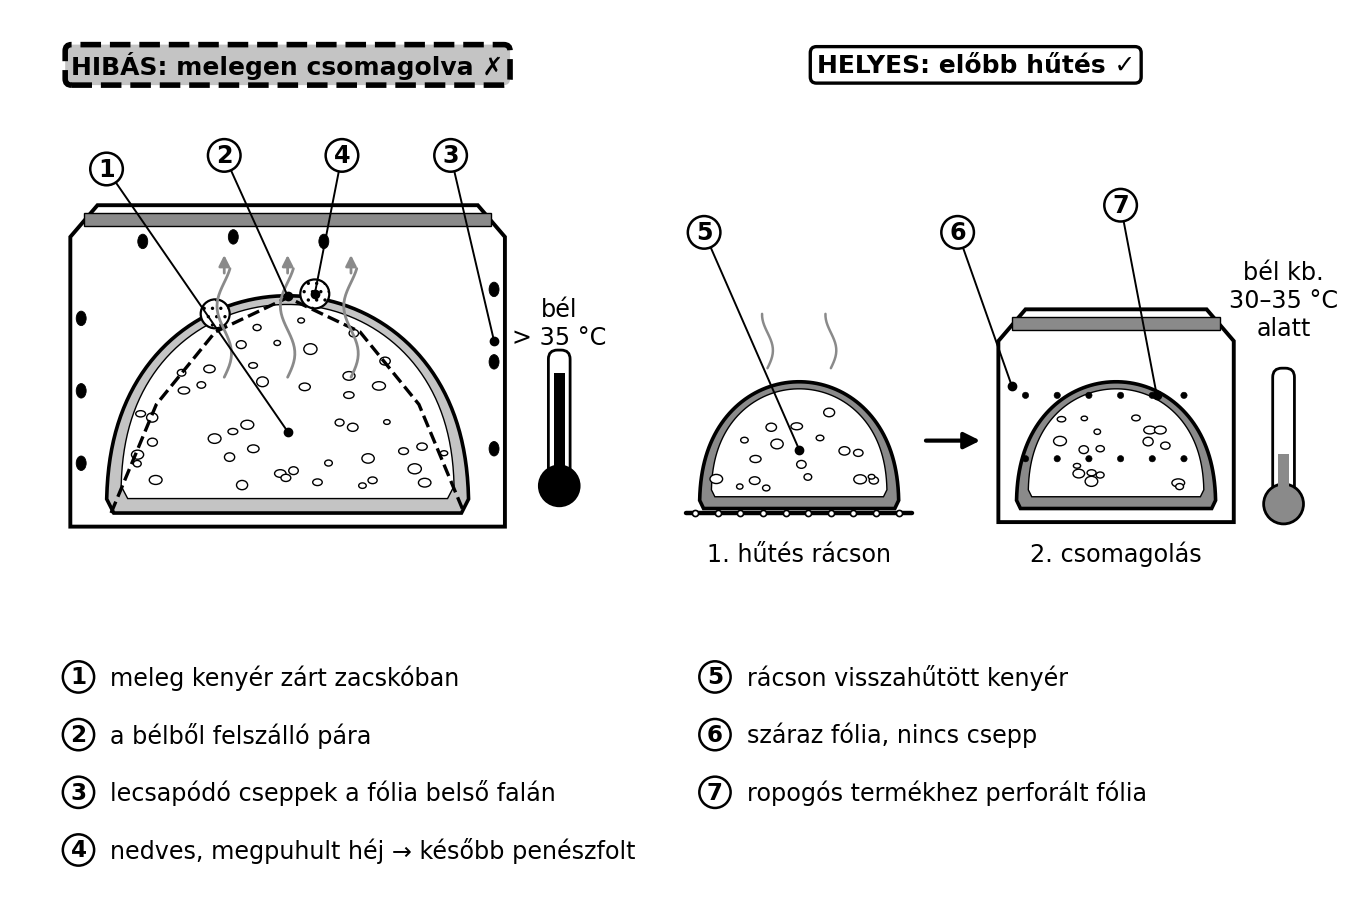 HIBÁS: melegen csomagolva ✗
HELYES: előbb hűtés ✓
1
2
4
3
5
6
7
bél
> 35 °C
bél kb.
30–35 °C
alatt
1. hűtés rácson
2. csomagolás
1 meleg kenyér zárt zacskóban
2 a bélből felszálló pára
3 lecsapódó cseppek a fólia belső falán
4 nedves, megpuhult héj → később penészfolt
5 rácson visszahűtött kenyér
6 száraz fólia, nincs csepp
7 ropogós termékhez perforált fólia